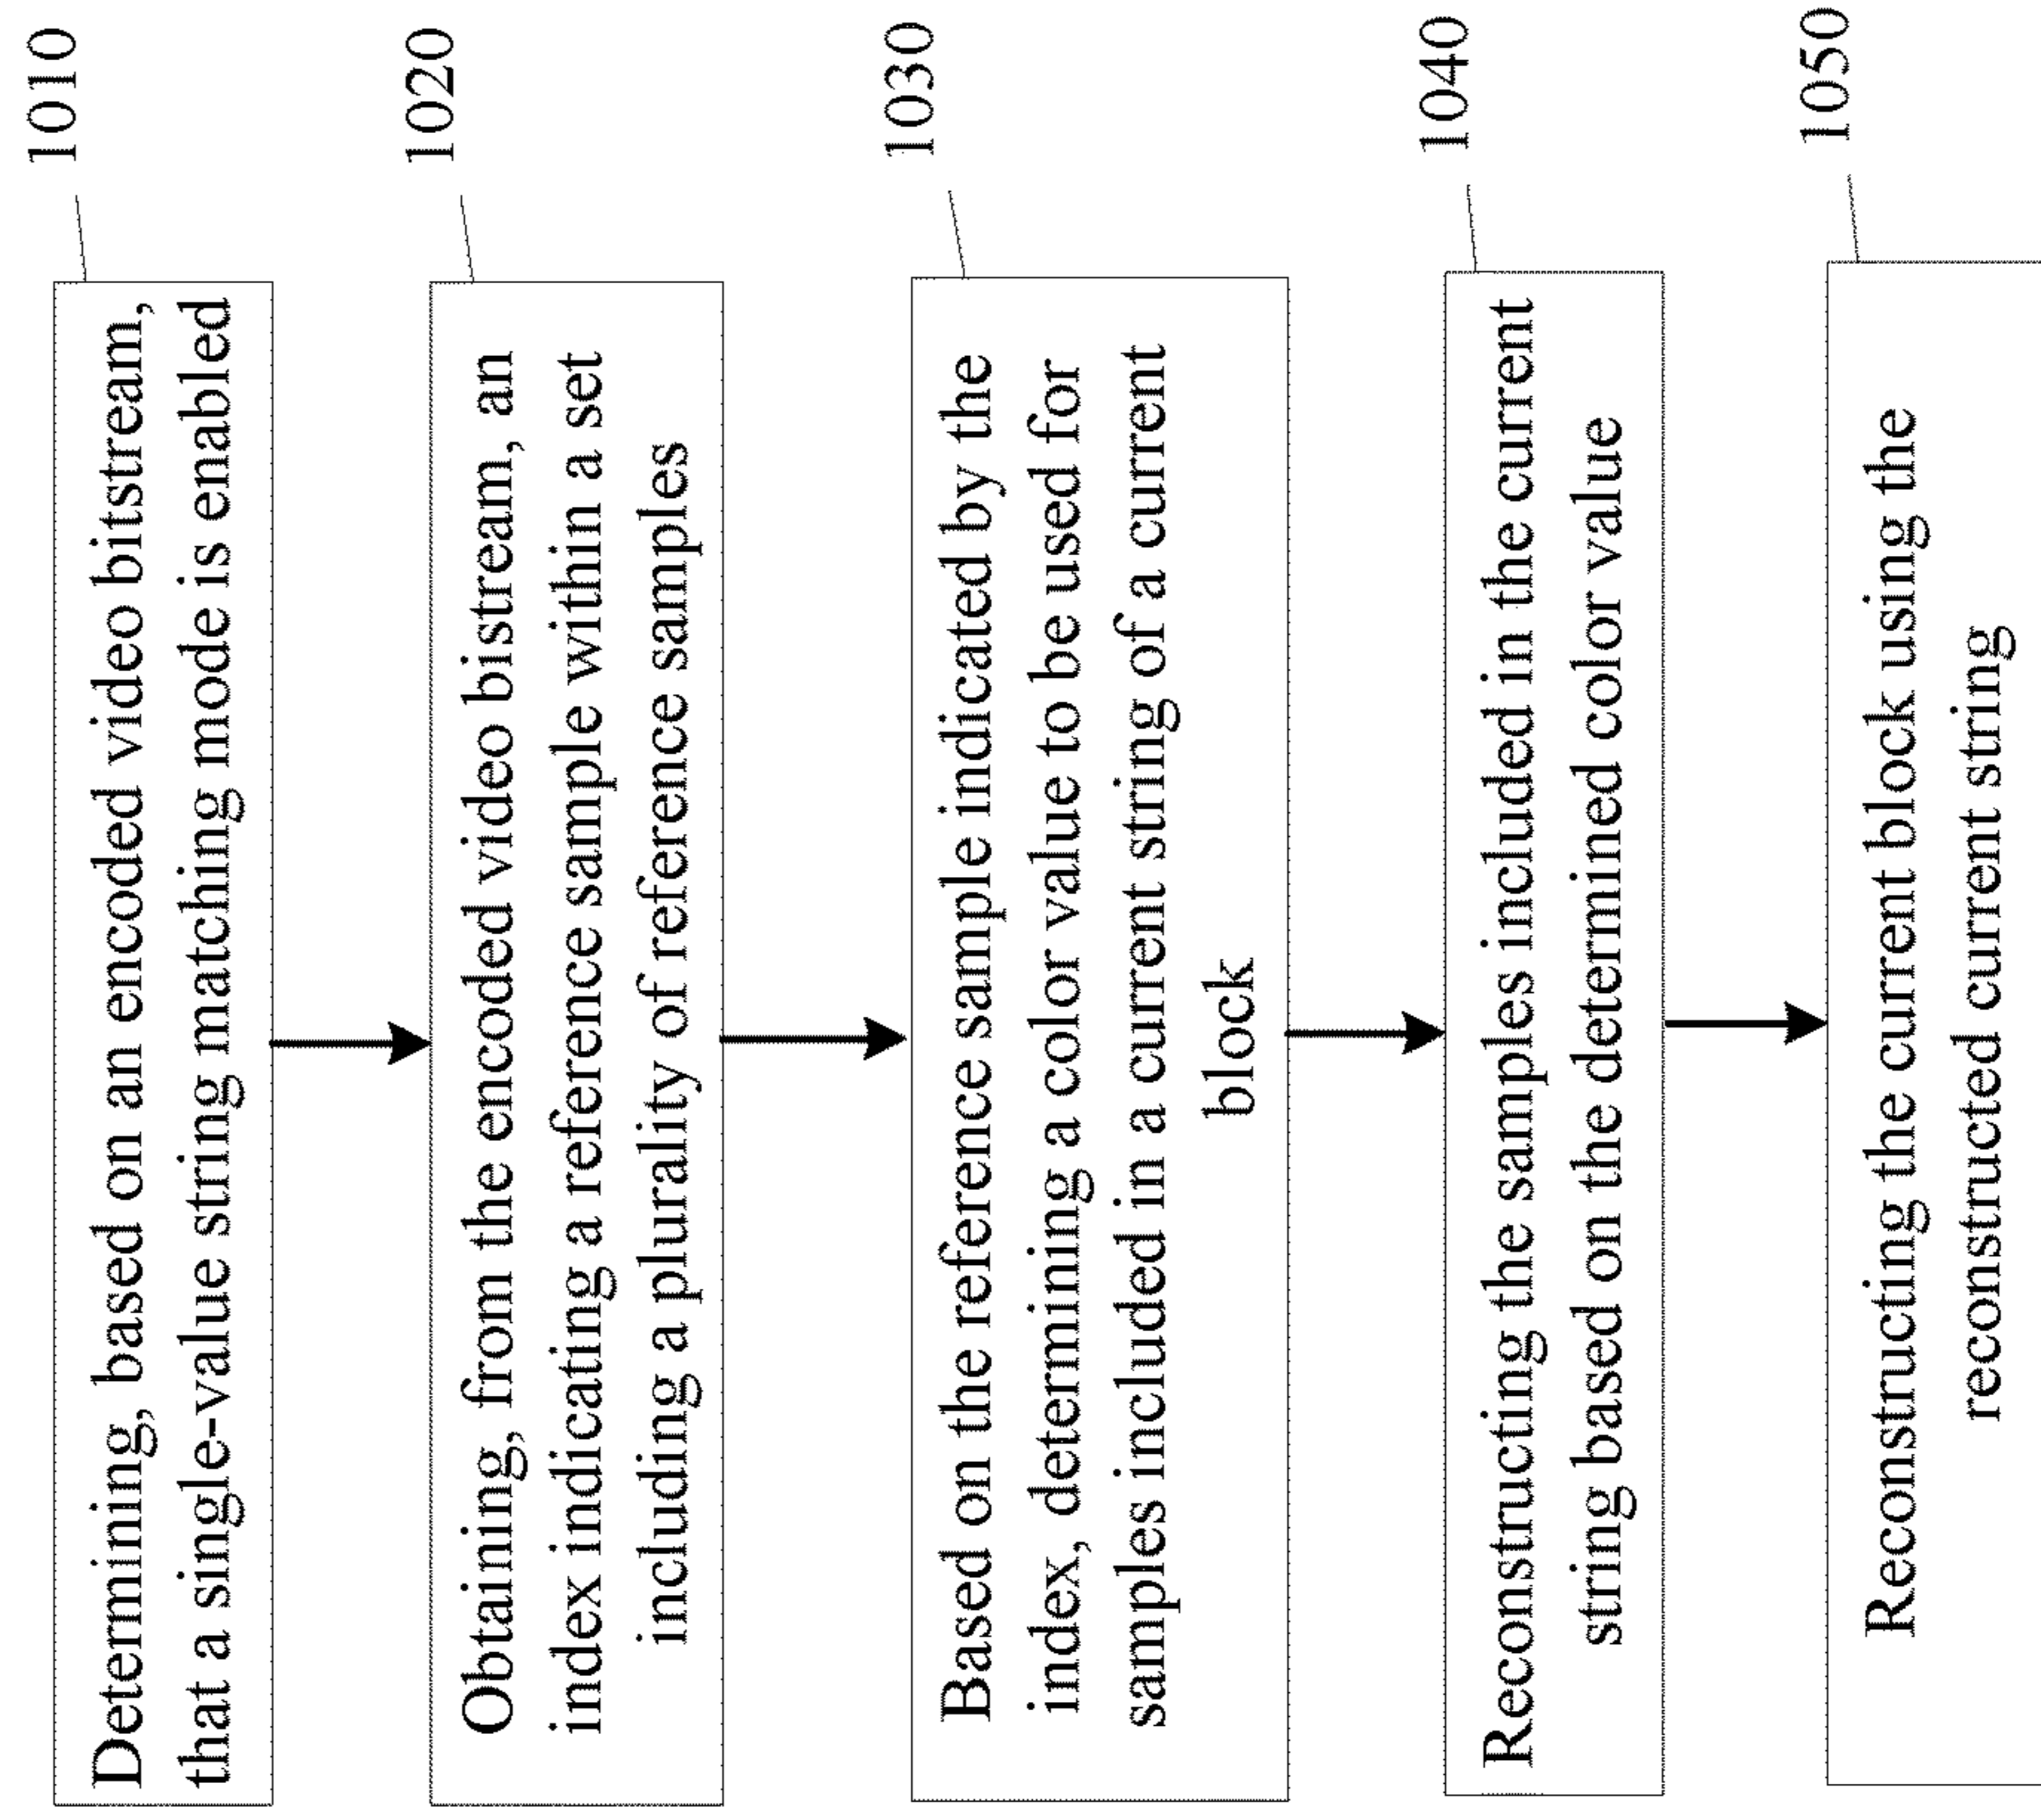 1010
Determining, based on an encoded video bitstream,
that a single-value string matching mode is enabled
1020
Obtaining, from the encoded video bistream, an
index indicating a reference sample within a set
including a plurality of reference samples
1030
Based on the reference sample indicated by the
index, determining a color value to be used for
samples included in a current string of a current
block
1040
Reconstructing the samples included in the current
string based on the determined color value
1050
Reconstructing the current block using the
reconstructed current string